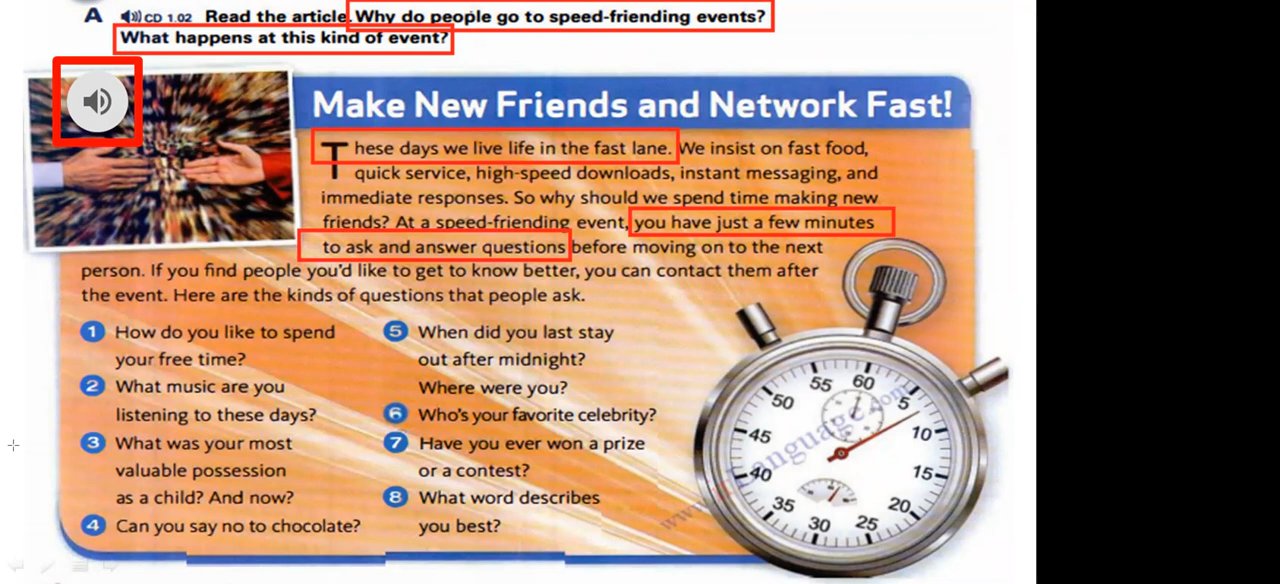 A CD 1.02 Read the article. Why do people go to speed-friending events?
What happens at this kind of event?
Make New Friends and Network Fast!
These days we live life in the fast lane. We insist on fast food,
quick service, high-speed downloads, instant messaging, and
immediate responses. So why should we spend time making new
friends? At a speed-friending event, you have just a few minutes
to ask and answer questions before moving on to the next
person. If you find people you'd like to get to know better, you can contact them after
the event. Here are the kinds of questions that people ask.
1 How do you like to spend
your free time?
2 What music are you
listening to these days?
3 What was your most
valuable possession
as a child? And now?
4 Can you say no to chocolate?
5 When did you last stay
out after midnight?
Where were you?
6 Who's your favorite celebrity?
7 Have you ever won a prize
or a contest?
8 What word describes
you best?
60
5
10
15
20
25
30
35
40
45
50
55